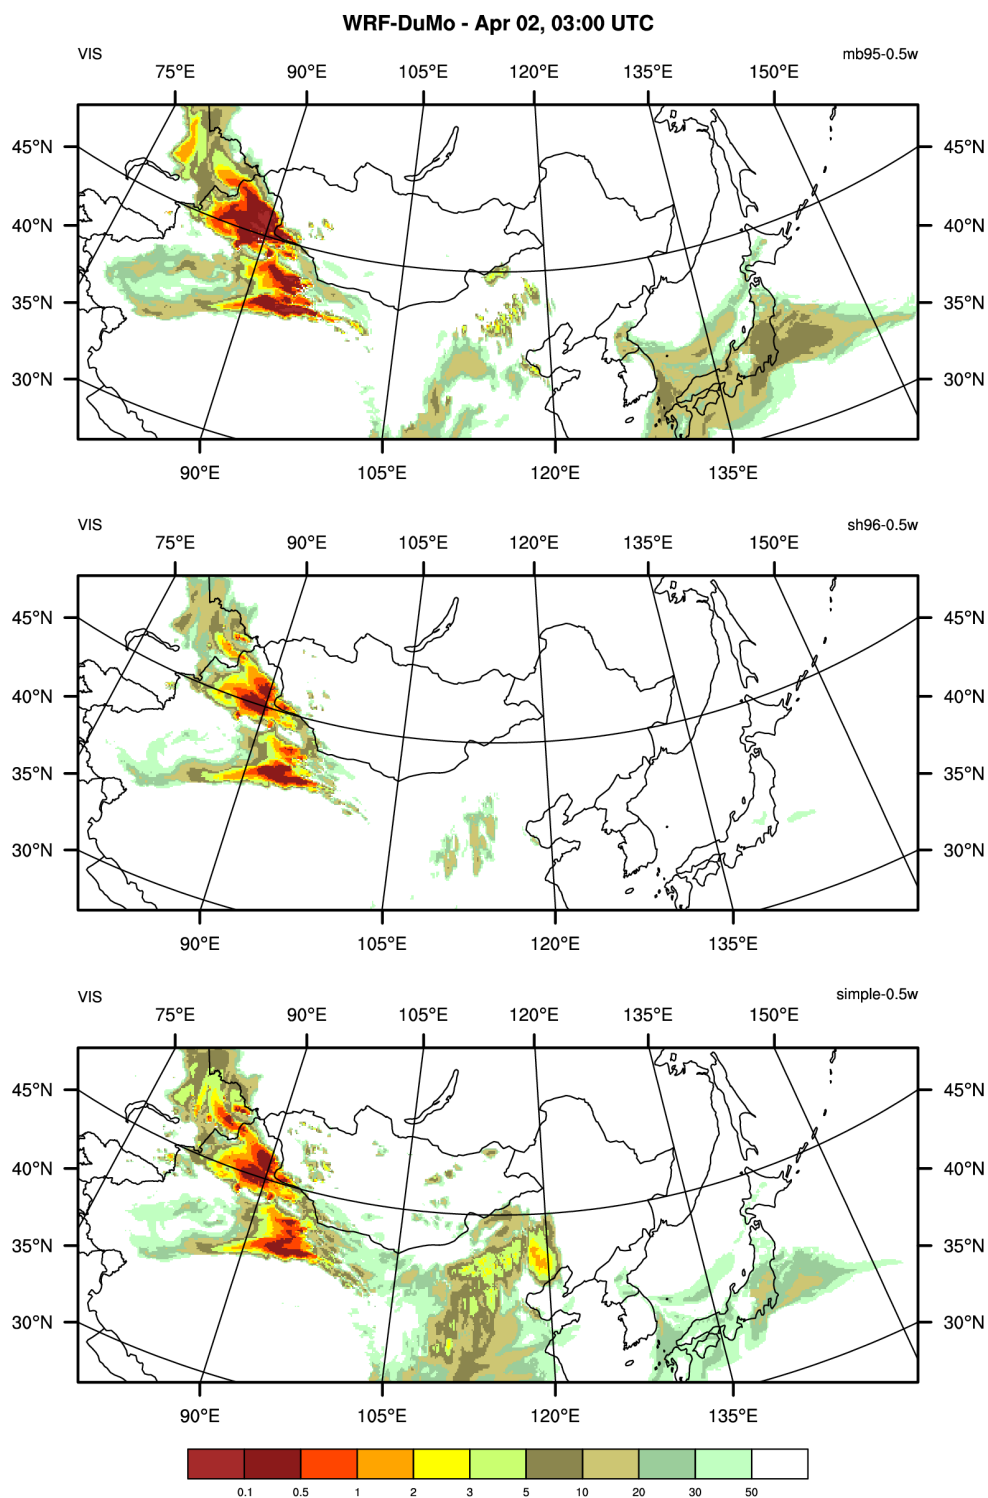 WRF-DuMo - Apr 02, 03:00 UTC
VIS mb95-0.5w
75°E 90°E 105°E 120°E 135°E 150°E
45°N 45°N
40°N 40°N
35°N 35°N
30°N 30°N
90°E 105°E 120°E 135°E
VIS sh96-0.5w
75°E 90°E 105°E 120°E 135°E 150°E
45°N 45°N
40°N 40°N
35°N 35°N
30°N 30°N
90°E 105°E 120°E 135°E
VIS simple-0.5w
75°E 90°E 105°E 120°E 135°E 150°E
45°N 45°N
40°N 40°N
35°N 35°N
30°N 30°N
90°E 105°E 120°E 135°E
0.1 0.5 1 2 3 5 10 20 30 50